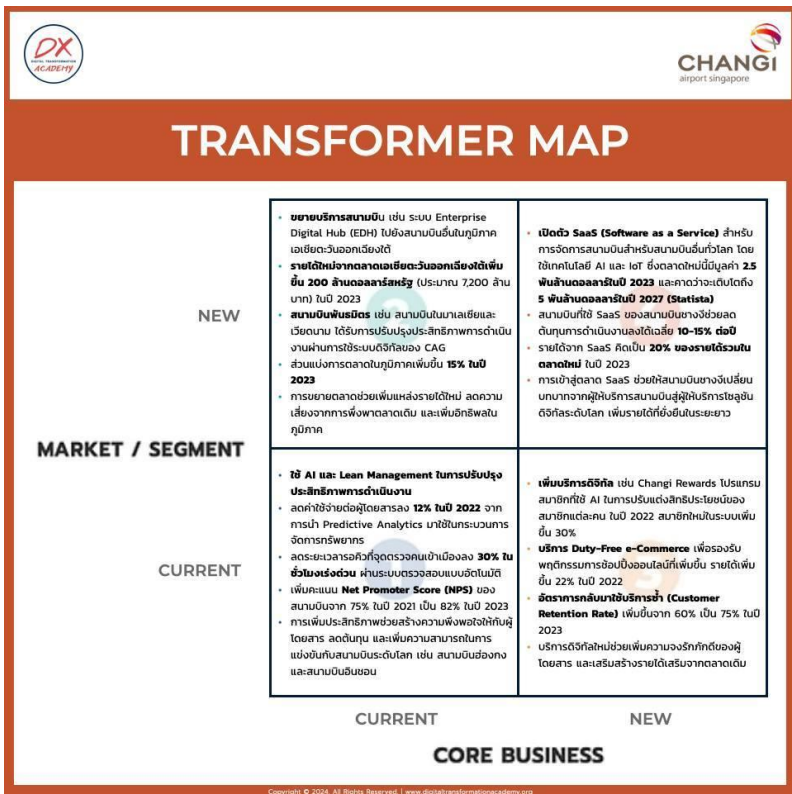 DX
DIGITAL TRANSFORMATION
ACADEMY
CHANGI
airport singapore
TRANSFORMER MAP
NEW
• ขยายบริการสนามบิน เช่น ระบบ Enterprise
Digital Hub (EDH) ไปยังสนามบินอื่นในภูมิภาค
เอเชียตะวันออกเฉียงใต้
• รายได้ใหม่จากตลาดเอเชียตะวันออกเฉียงใต้เพิ่ม
ขึ้น 200 ล้านดอลลาร์สหรัฐ (ประมาณ 7,200 ล้าน
บาท) ในปี 2023
• สนามบินพันธมิตร เช่น สนามบินในมาเลเซียและ
เวียดนาม ได้รับการปรับปรุงประสิทธิภาพการดำเนิน
งานผ่านการใช้ระบบดิจิทัลของ CAG
• ส่วนแบ่งการตลาดในภูมิภาคเพิ่มขึ้น 15% ในปี
2023
• การขยายตลาดช่วยเพิ่มแหล่งรายได้ใหม่ ลดความ
เสี่ยงจากการพึ่งพาตลาดเดิม และเพิ่มอิทธิพลใน
ภูมิภาค
2
• เปิดตัว SaaS (Software as a Service) สำหรับ
การจัดการสนามบินสำหรับสนามบินอื่นทั่วโลก โดย
ใช้เทคโนโลยี AI และ IoT ซึ่งตลาดใหม่นี้มีมูลค่า 2.5
พันล้านดอลลาร์ในปี 2023 และคาดว่าจะเติบโตถึง
5 พันล้านดอลลาร์ในปี 2027 (Statista)
• สนามบินที่ใช้ SaaS ของสนามบินชางงีช่วยลด
ต้นทุนการดำเนินงานลงได้เฉลี่ย 10-15% ต่อปี
• รายได้จาก SaaS คิดเป็น 20% ของรายได้รวมใน
ตลาดใหม่ ในปี 2023
• การเข้าสู่ตลาด SaaS ช่วยให้สนามบินชางงีเปลี่ยน
บทบาทจากผู้ให้บริการสนามบินสู่ผู้ให้บริการโซลูชัน
ดิจิทัลระดับโลก เพิ่มรายได้ที่ยั่งยืนในระยะยาว
MARKET / SEGMENT
CURRENT
• ใช้ AI และ Lean Management ในการปรับปรุง
ประสิทธิภาพการดำเนินงาน
• ลดค่าใช้จ่ายต่อผู้โดยสารลง 12% ในปี 2022 จาก
การนำ Predictive Analytics มาใช้ในกระบวนการ
จัดการทรัพยากร
• ลดระยะเวลารอคิวที่จุดตรวจคนเข้าเมืองลง 30% ใน
ชั่วโมงเร่งด่วน ผ่านระบบตรวจสอบแบบอัตโนมัติ
• เพิ่มคะแนน Net Promoter Score (NPS) ของ
สนามบินจาก 75% ในปี 2021 เป็น 82% ในปี 2023
• การเพิ่มประสิทธิภาพช่วยสร้างความพึงพอใจให้กับผู้
โดยสาร ลดต้นทุน และเพิ่มความสามารถในการ
แข่งขันกับสนามบินระดับโลก เช่น สนามบินฮ่องกง
และสนามบินอินชอน
1
• เพิ่มบริการดิจิทัล เช่น Changi Rewards โปรแกรม
สมาชิกที่ใช้ AI ในการปรับแต่งสิทธิประโยชน์ของ
สมาชิกแต่ละคน ในปี 2022 สมาชิกใหม่ในระบบเพิ่ม
ขึ้น 30%
• บริการ Duty-Free e-Commerce เพื่อรองรับ
พฤติกรรมการช้อปปิ้งออนไลน์ที่เพิ่มขึ้น รายได้เพิ่ม
ขึ้น 22% ในปี 2022
• อัตราการกลับมาใช้บริการซ้ำ (Customer
Retention Rate) เพิ่มขึ้นจาก 60% เป็น 75% ในปี
2023
• บริการดิจิทัลใหม่ช่วยเพิ่มความจงรักภักดีของผู้
โดยสาร และเสริมสร้างรายได้เสริมจากตลาดเดิม
3
CURRENT
NEW
CORE BUSINESS
Copyright © 2024. All Rights Reserved. | www.digitaltransformationacademy.org